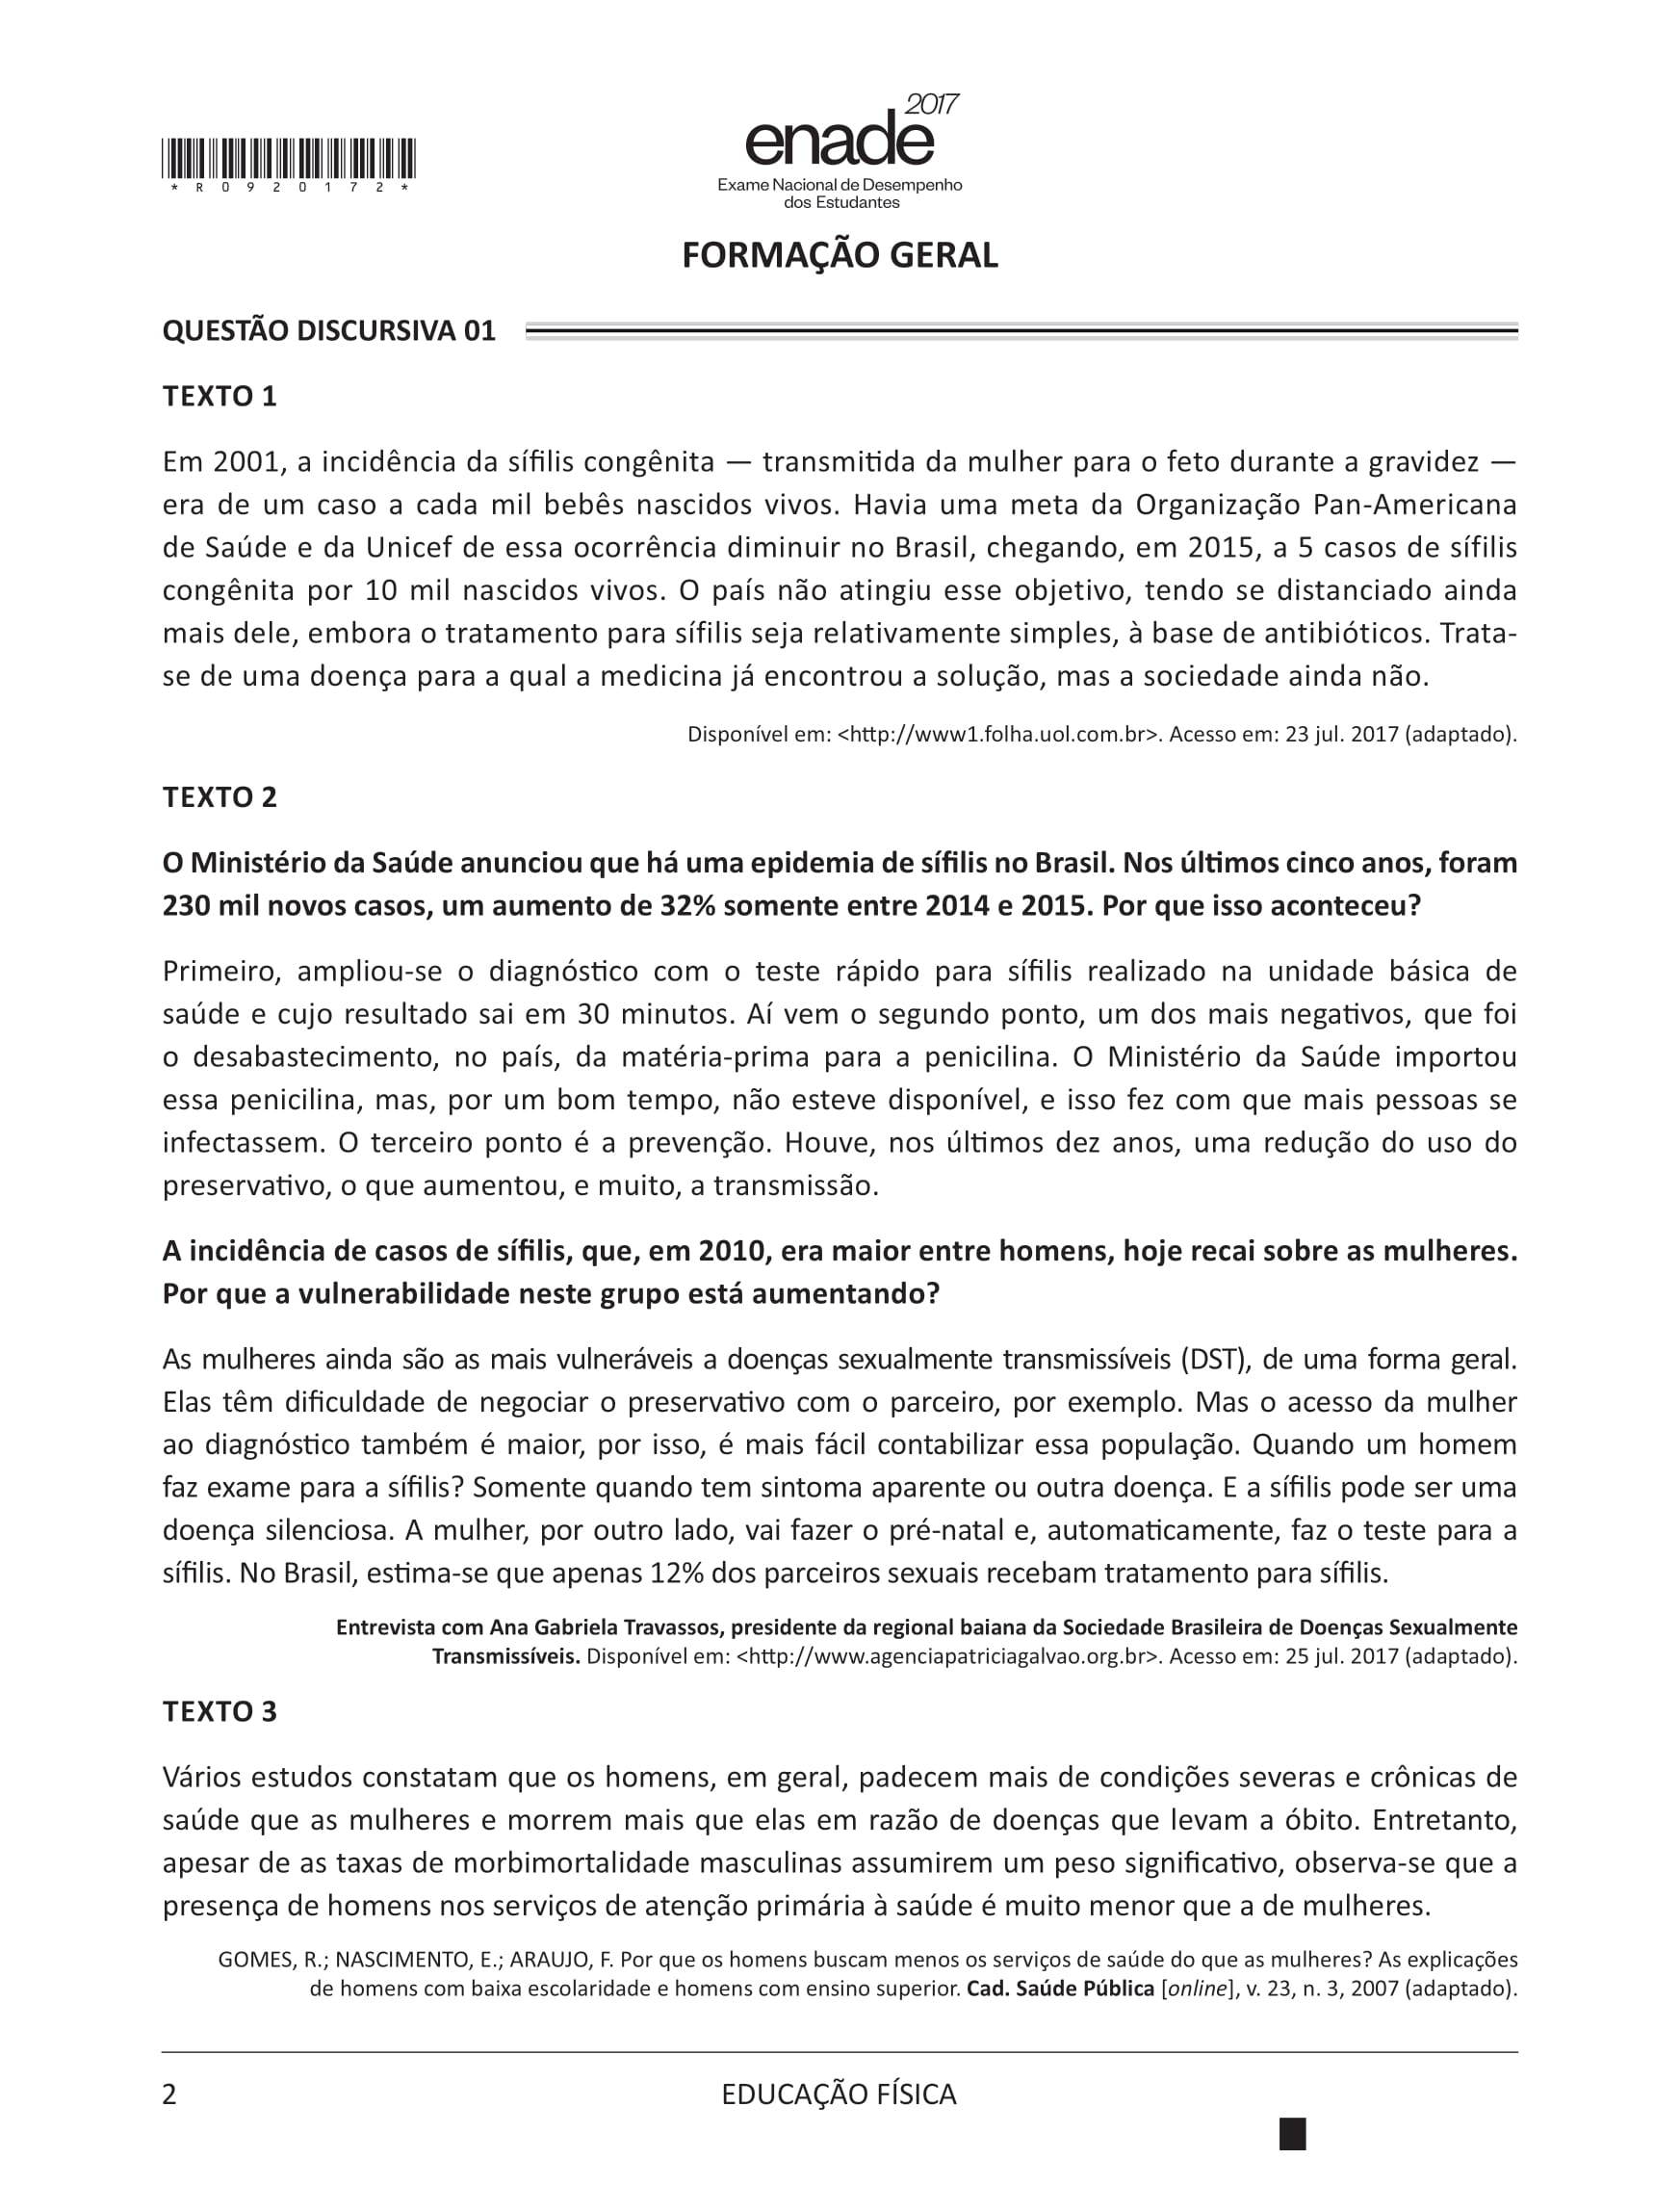 2017
enade
Exame Nacional de Desempenho
dos Estudantes
*R0920172*
FORMAÇÃO GERAL
QUESTÃO DISCURSIVA 01
TEXTO 1
Em 2001, a incidência da sífilis congênita — transmitida da mulher para o feto durante a gravidez —
era de um caso a cada mil bebês nascidos vivos. Havia uma meta da Organização Pan-Americana
de Saúde e da Unicef de essa ocorrência diminuir no Brasil, chegando, em 2015, a 5 casos de sífilis
congênita por 10 mil nascidos vivos. O país não atingiu esse objetivo, tendo se distanciado ainda
mais dele, embora o tratamento para sífilis seja relativamente simples, à base de antibióticos. Trata-
se de uma doença para a qual a medicina já encontrou a solução, mas a sociedade ainda não.
Disponível em: <http://www1.folha.uol.com.br>. Acesso em: 23 jul. 2017 (adaptado).
TEXTO 2
O Ministério da Saúde anunciou que há uma epidemia de sífilis no Brasil. Nos últimos cinco anos, foram
230 mil novos casos, um aumento de 32% somente entre 2014 e 2015. Por que isso aconteceu?
Primeiro, ampliou-se o diagnóstico com o teste rápido para sífilis realizado na unidade básica de
saúde e cujo resultado sai em 30 minutos. Aí vem o segundo ponto, um dos mais negativos, que foi
o desabastecimento, no país, da matéria-prima para a penicilina. O Ministério da Saúde importou
essa penicilina, mas, por um bom tempo, não esteve disponível, e isso fez com que mais pessoas se
infectassem. O terceiro ponto é a prevenção. Houve, nos últimos dez anos, uma redução do uso do
preservativo, o que aumentou, e muito, a transmissão.
A incidência de casos de sífilis, que, em 2010, era maior entre homens, hoje recai sobre as mulheres.
Por que a vulnerabilidade neste grupo está aumentando?
As mulheres ainda são as mais vulneráveis a doenças sexualmente transmissíveis (DST), de uma forma geral.
Elas têm dificuldade de negociar o preservativo com o parceiro, por exemplo. Mas o acesso da mulher
ao diagnóstico também é maior, por isso, é mais fácil contabilizar essa população. Quando um homem
faz exame para a sífilis? Somente quando tem sintoma aparente ou outra doença. E a sífilis pode ser uma
doença silenciosa. A mulher, por outro lado, vai fazer o pré-natal e, automaticamente, faz o teste para a
sífilis. No Brasil, estima-se que apenas 12% dos parceiros sexuais recebam tratamento para sífilis.
Entrevista com Ana Gabriela Travassos, presidente da regional baiana da Sociedade Brasileira de Doenças Sexualmente
Transmissíveis. Disponível em: <http://www.agenciapatriciagalvao.org.br>. Acesso em: 25 jul. 2017 (adaptado).
TEXTO 3
Vários estudos constatam que os homens, em geral, padecem mais de condições severas e crônicas de
saúde que as mulheres e morrem mais que elas em razão de doenças que levam a óbito. Entretanto,
apesar de as taxas de morbimortalidade masculinas assumirem um peso significativo, observa-se que a
presença de homens nos serviços de atenção primária à saúde é muito menor que a de mulheres.
GOMES, R.; NASCIMENTO, E.; ARAUJO, F. Por que os homens buscam menos os serviços de saúde do que as mulheres? As explicações
de homens com baixa escolaridade e homens com ensino superior. Cad. Saúde Pública [online], v. 23, n. 3, 2007 (adaptado).
2
EDUCAÇÃO FÍSICA